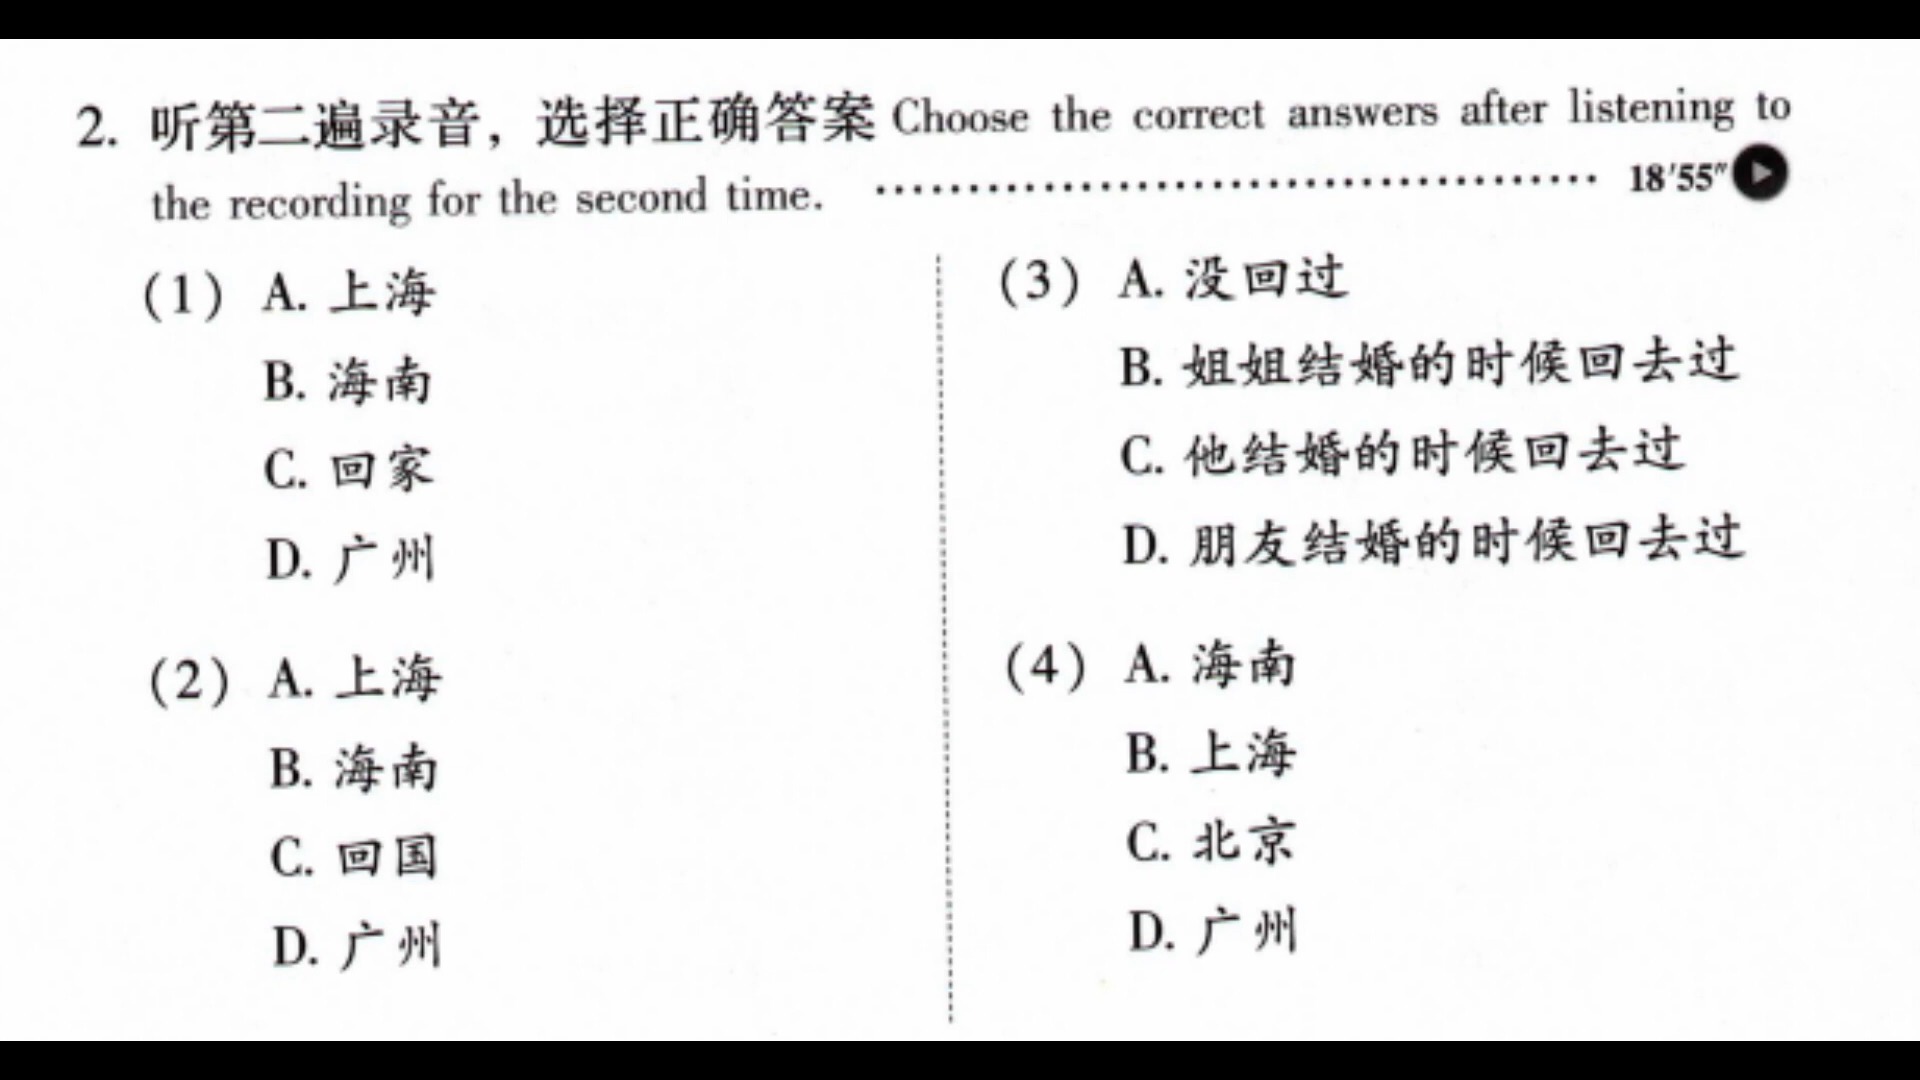 2. 听第二遍录音，选择正确答案 Choose the correct answers after listening to
the recording for the second time. ······································ 18′55″
(1) A. 上海
B. 海南
C. 回家
D. 广州
(2) A. 上海
B. 海南
C. 回国
D. 广州
(3) A. 没回过
B. 姐姐结婚的时候回去过
C. 他结婚的时候回去过
D. 朋友结婚的时候回去过
(4) A. 海南
B. 上海
C. 北京
D. 广州